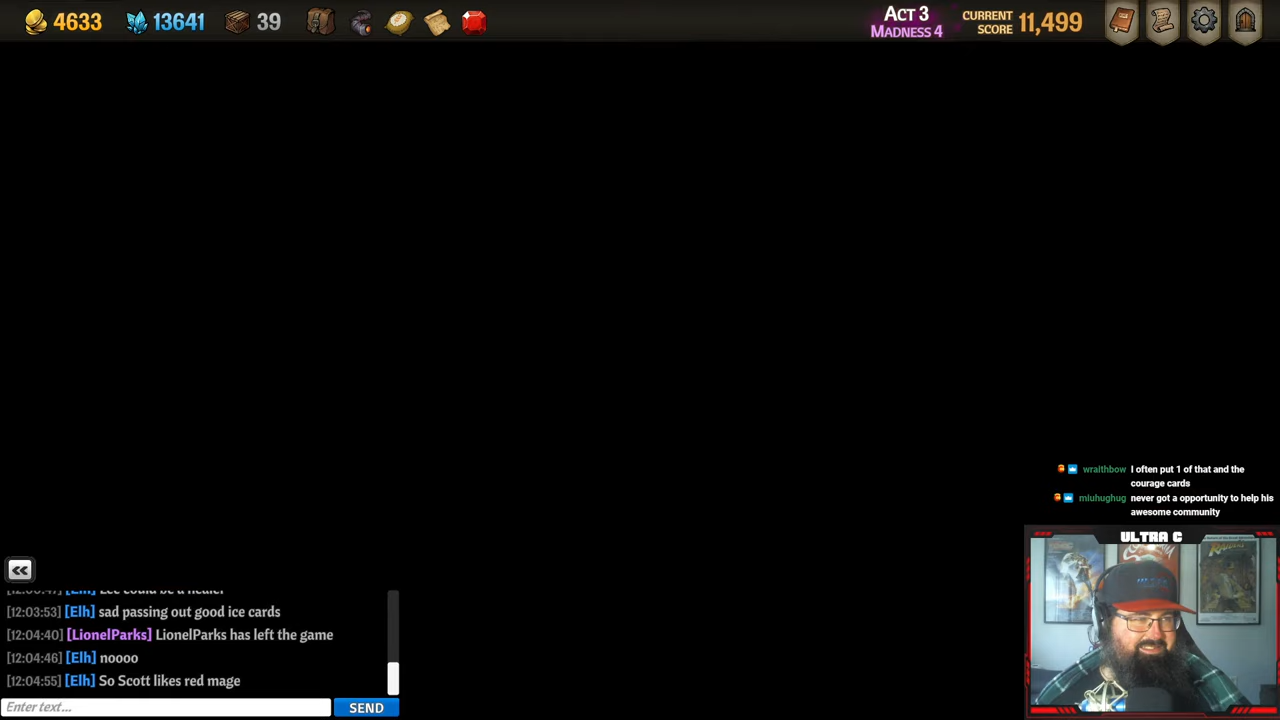 4633 13641 39 ACT 3 CURRENT SCORE 11,499
MADNESS 4
wraithbow I often put 1 of that and the
courage cards
miuhughug never got a opportunity to help his
awesome community
ULTRA C
[12:03:53] [Elh] sad passing out good ice cards
[12:04:40] [LionelParks] LionelParks has left the game
[12:04:46] [Elh] noooo
[12:04:55] [Elh] So Scott likes red mage
Enter text... SEND